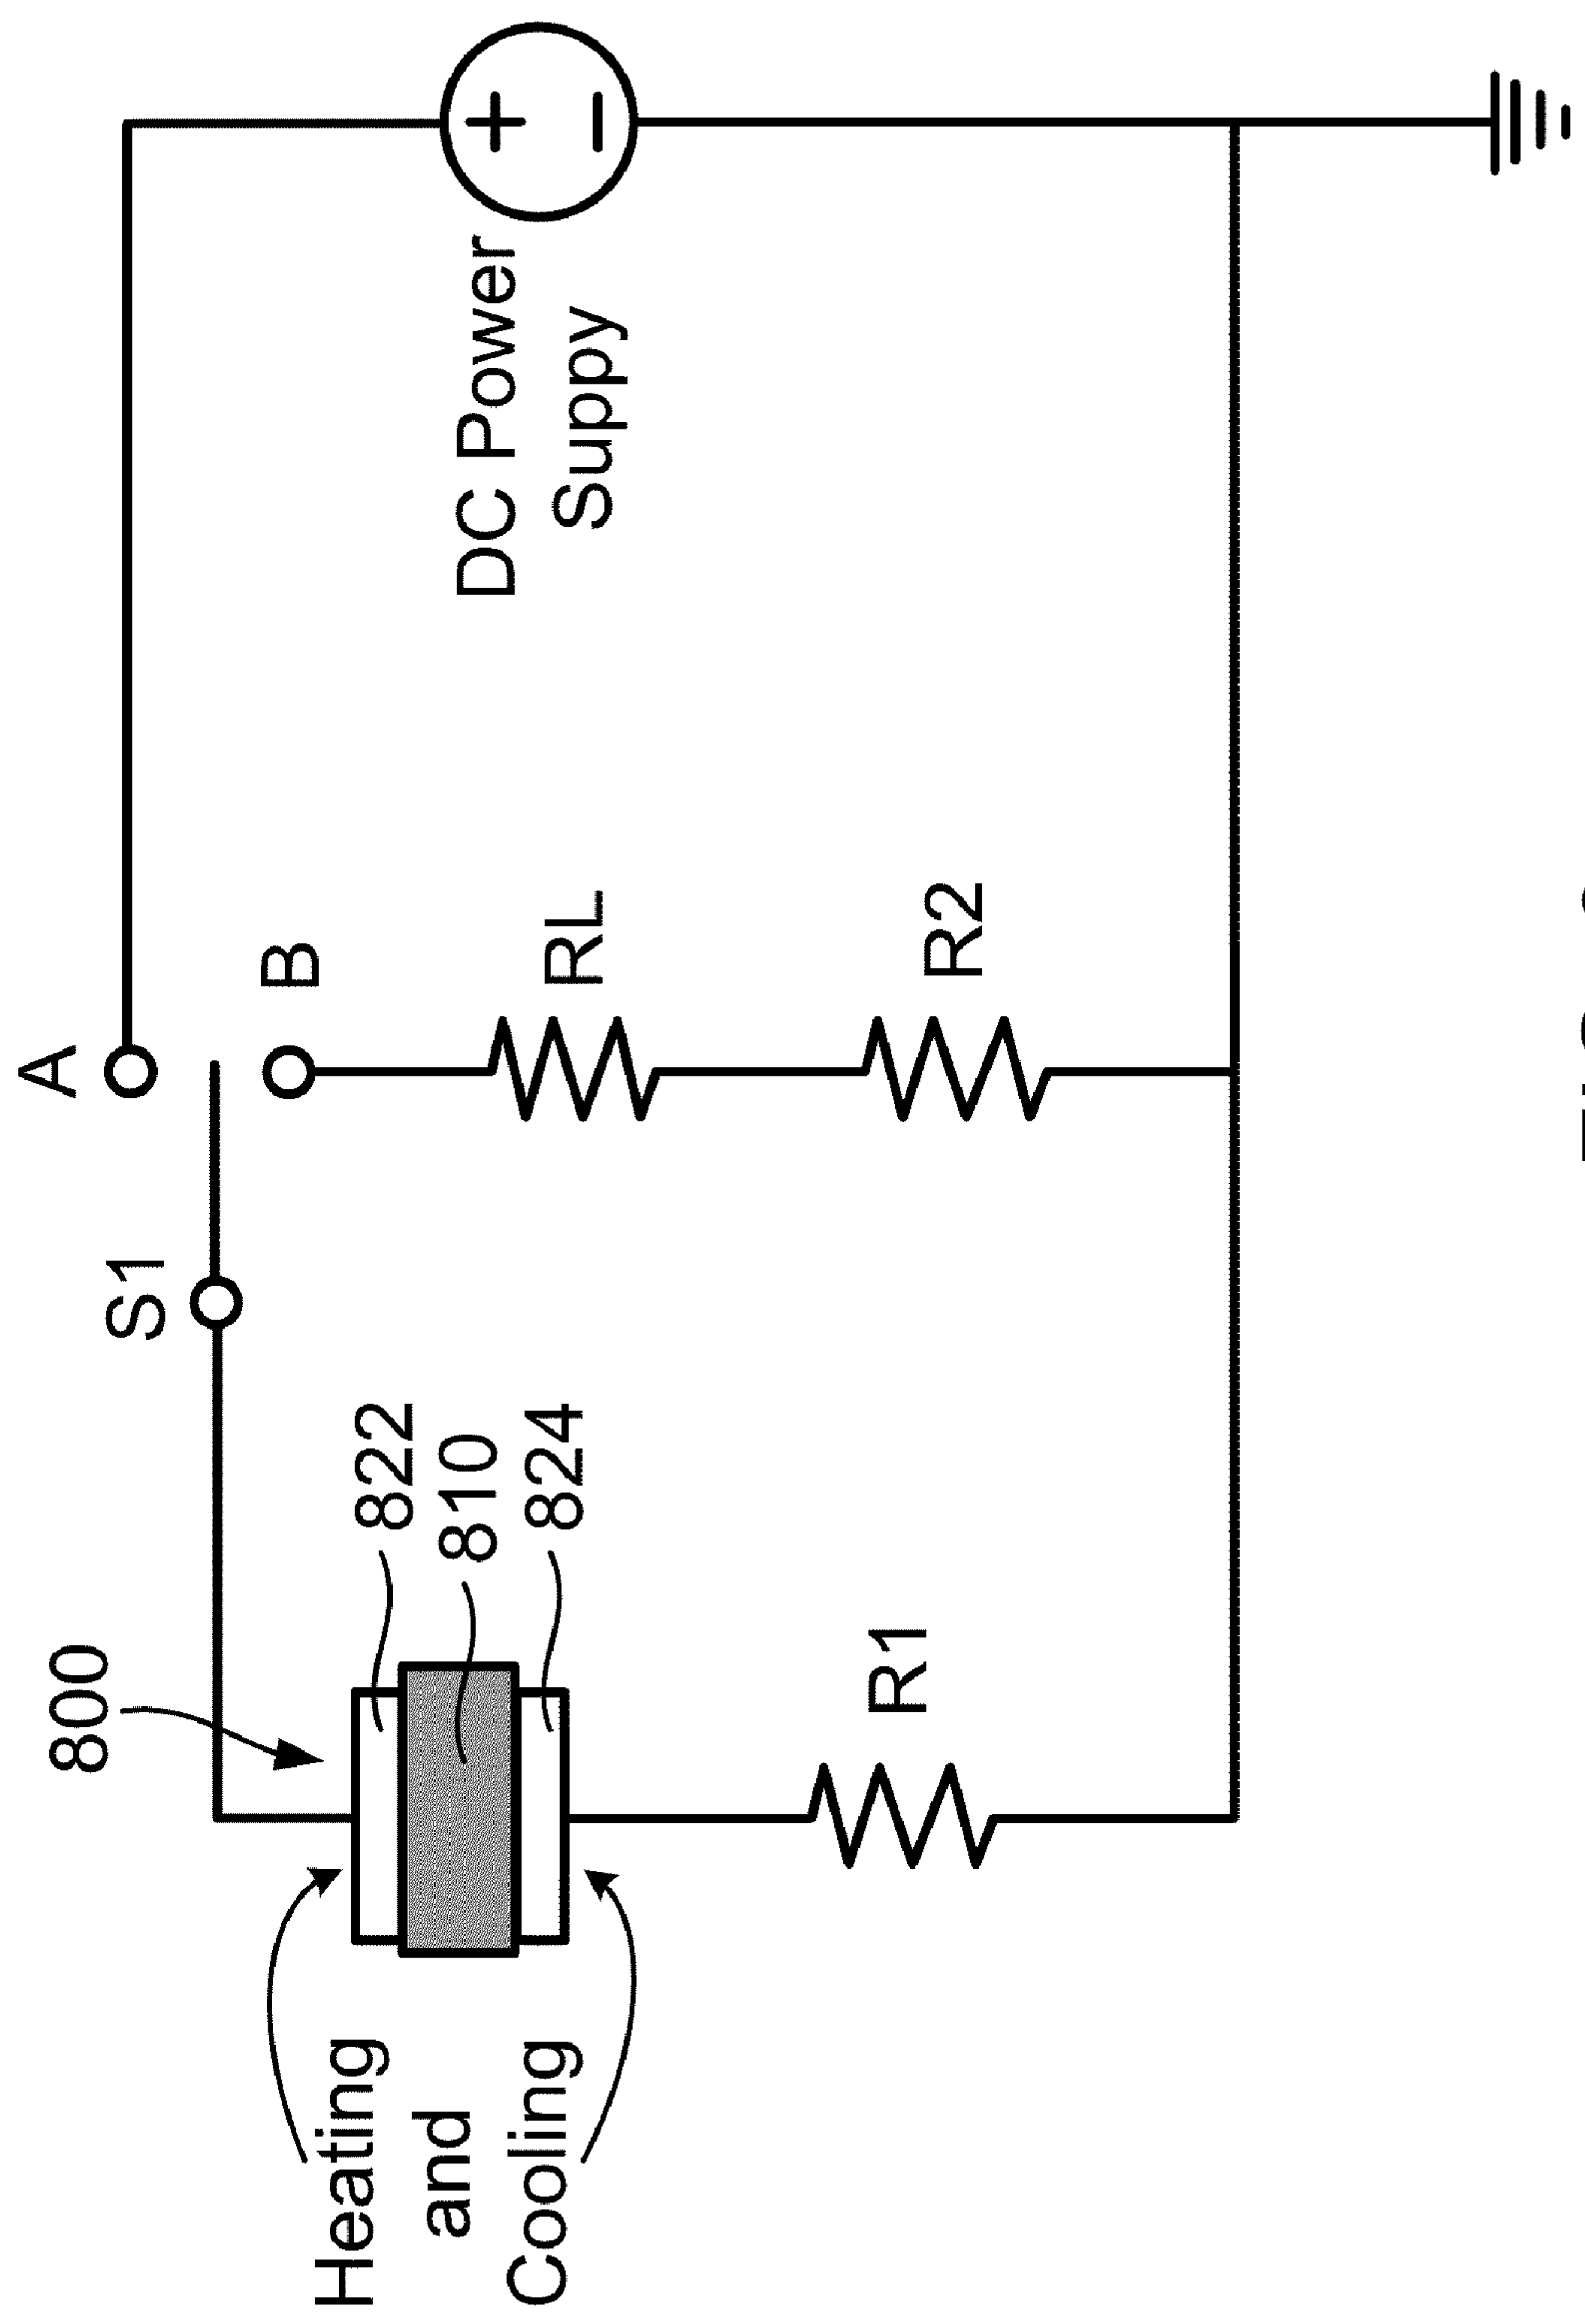 800
Heating
and
Cooling
822
810
824
R1
S1
A
B
RL
R2
DC Power
Suppy
+
−